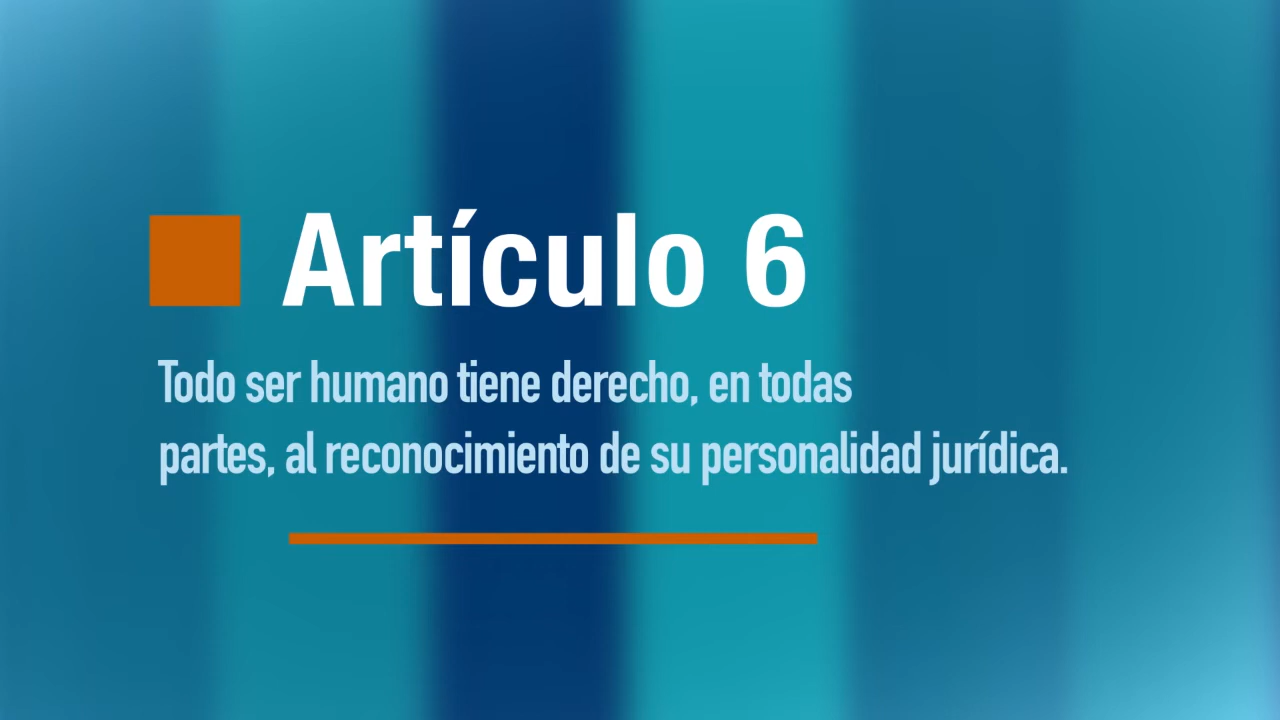 Artículo 6
Todo ser humano tiene derecho, en todas
partes, al reconocimiento de su personalidad jurídica.